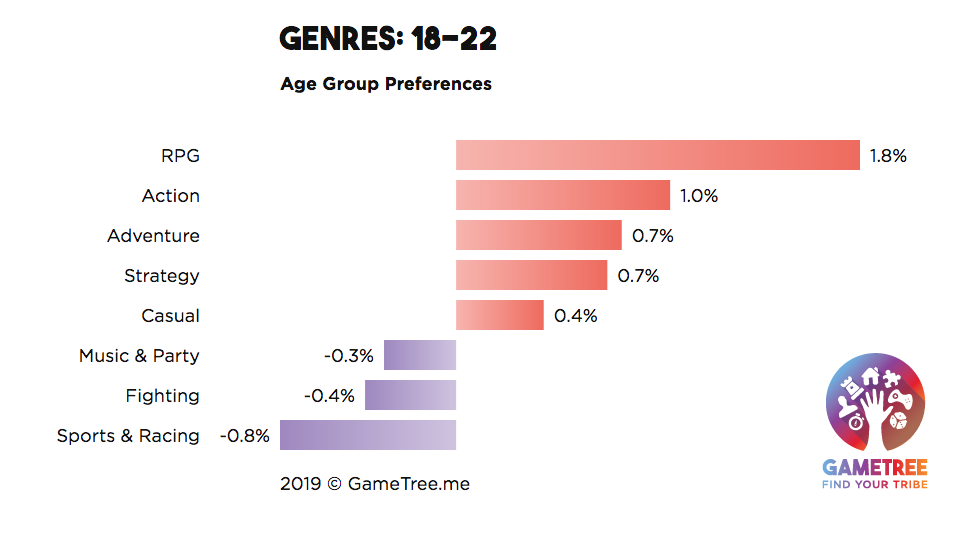 GENRES: 18-22
Age Group Preferences
RPG 1.8%
Action 1.0%
Adventure 0.7%
Strategy 0.7%
Casual 0.4%
Music & Party -0.3%
Fighting -0.4%
Sports & Racing -0.8%
2019 © GameTree.me
GAMETREE
FIND YOUR TRIBE